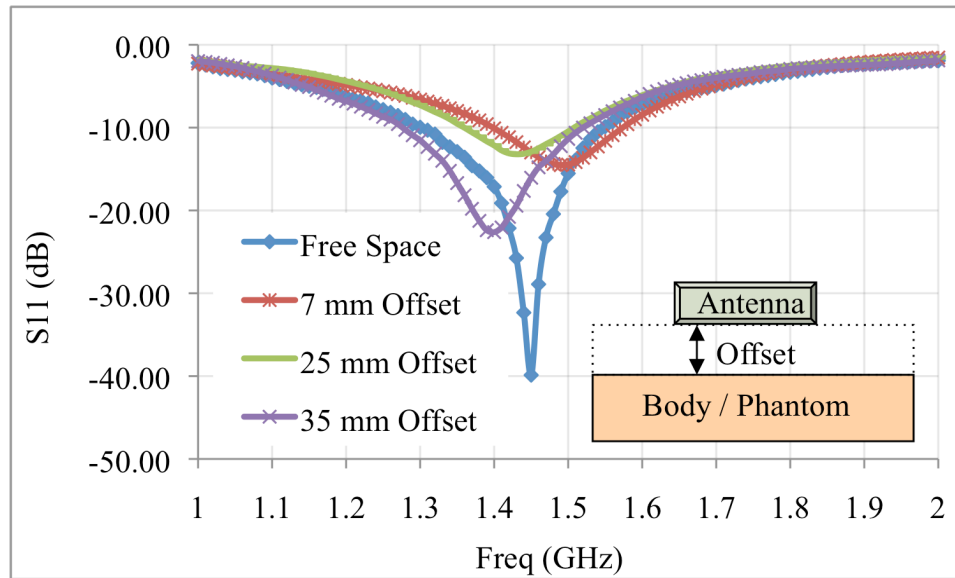 0.00
-10.00
-20.00
-30.00
-40.00
-50.00
S11 (dB)
Free Space
7 mm Offset
25 mm Offset
35 mm Offset
Antenna
Offset
Body / Phantom
1 1.1 1.2 1.3 1.4 1.5 1.6 1.7 1.8 1.9 2
Freq (GHz)